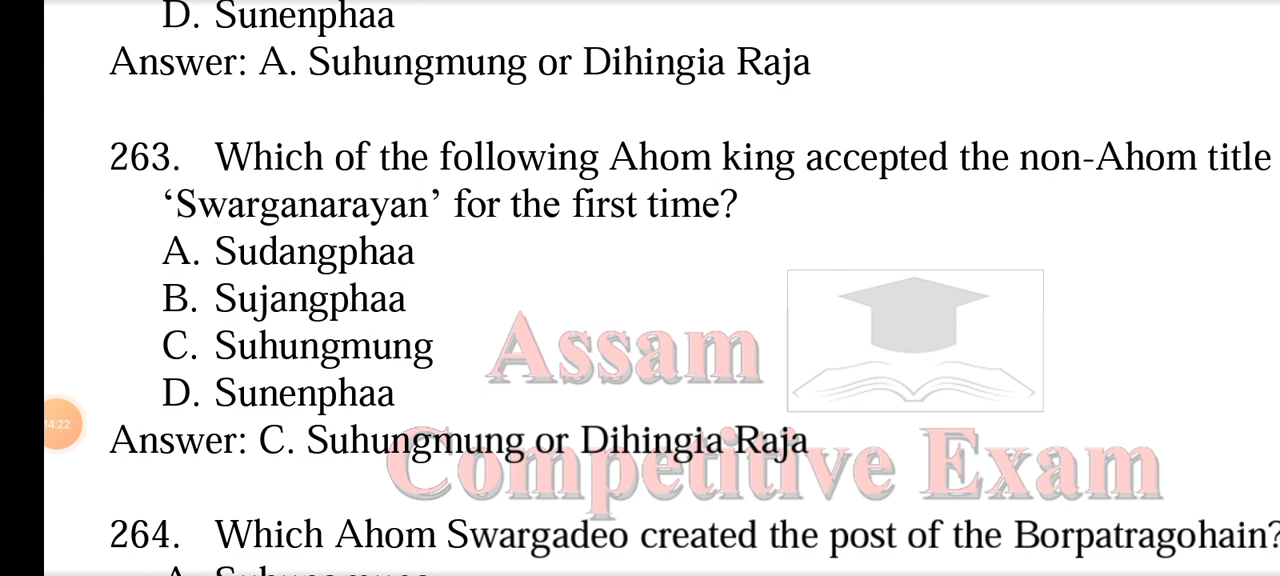 D. Sunenphaa
Answer: A. Suhungmung or Dihingia Raja
263. Which of the following Ahom king accepted the non-Ahom title
‘Swarganarayan’ for the first time?
A. Sudangphaa
B. Sujangphaa
C. Suhungmung
D. Sunenphaa
Answer: C. Suhungmung or Dihingia Raja
Assam
Competitive Exam
264. Which Ahom Swargadeo created the post of the Borpatragohain?